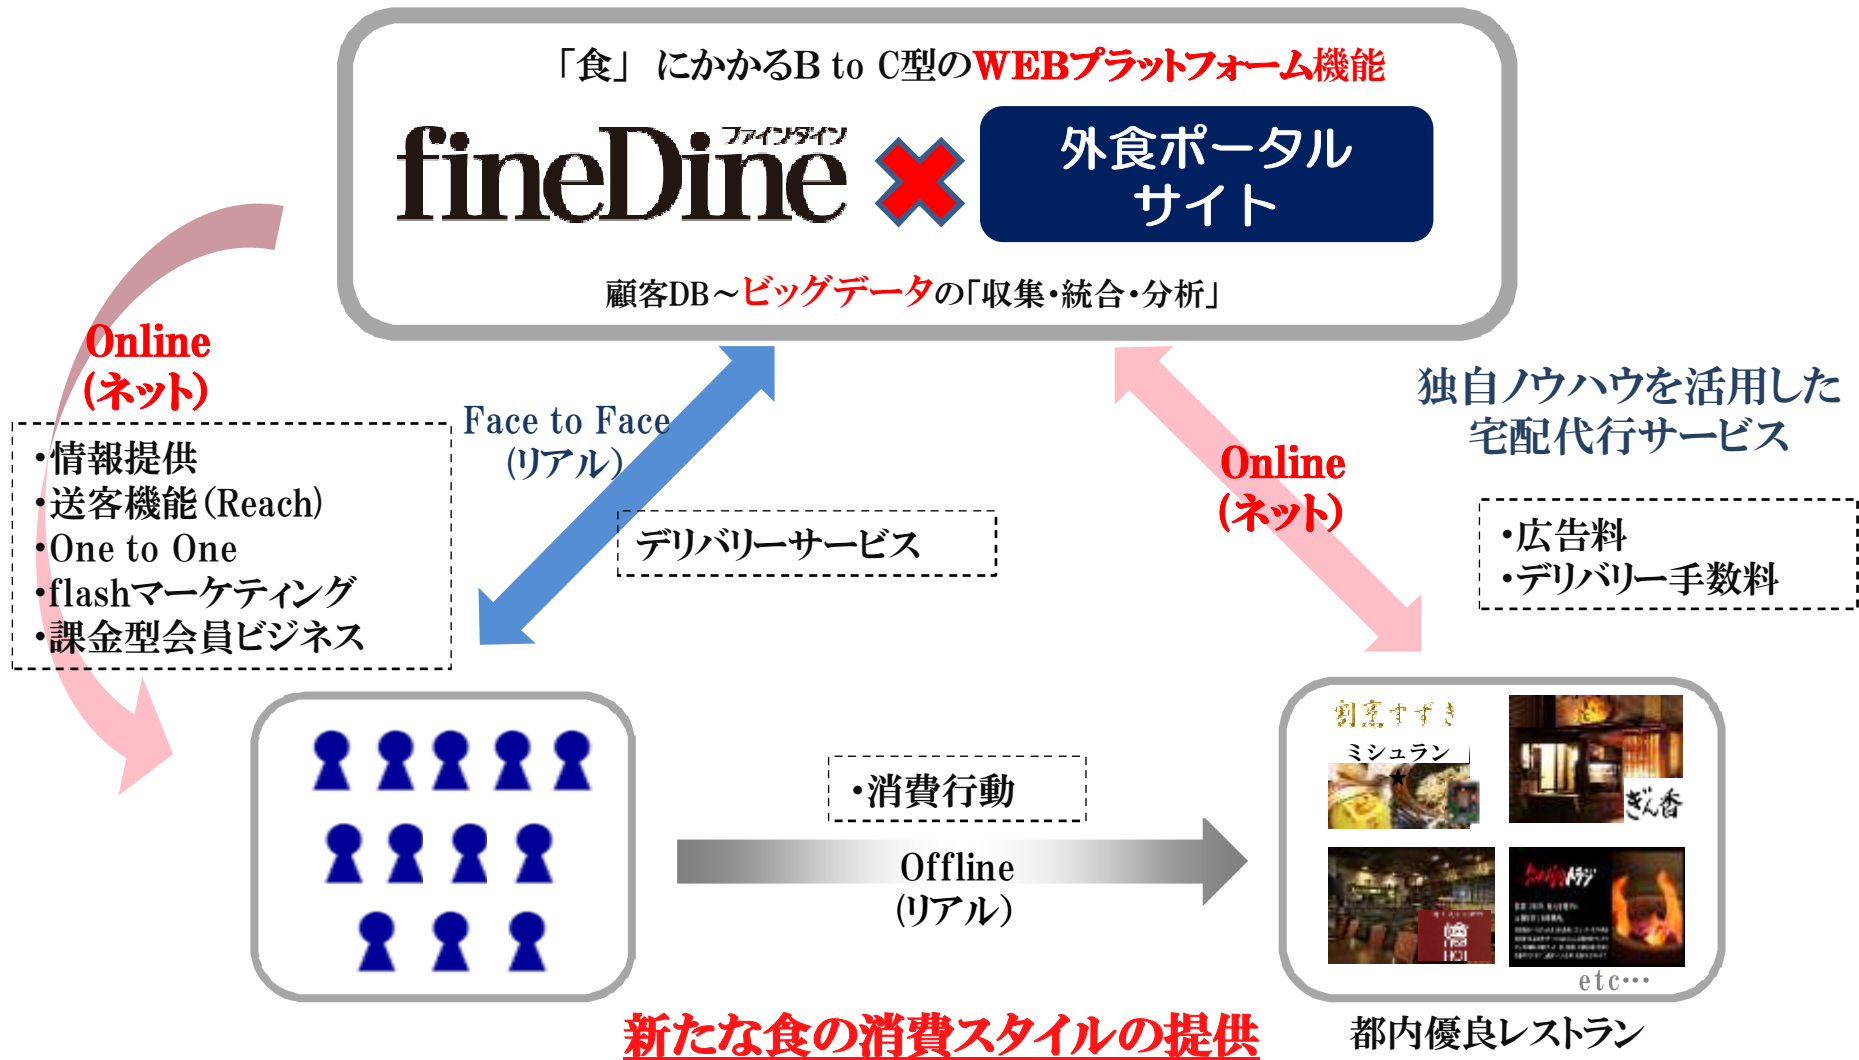 「食」 にかかるB to C型のWEBプラットフォーム機能
ファインダイン
fineDine
外食ポータル
サイト
顧客DB～ビッグデータの「収集・統合・分析」
Online
(ネット)
・情報提供
・送客機能(Reach)
・One to One
・flashマーケティング
・課金型会員ビジネス
Face to Face
(リアル)
デリバリーサービス
Online
(ネット)
独自ノウハウを活用した
宅配代行サービス
・広告料
・デリバリー手数料
・消費行動
Offline
(リアル)
割烹すずき
ミシュラン
★
ぎん香
トラジ
etc…
新たな食の消費スタイルの提供
都内優良レストラン